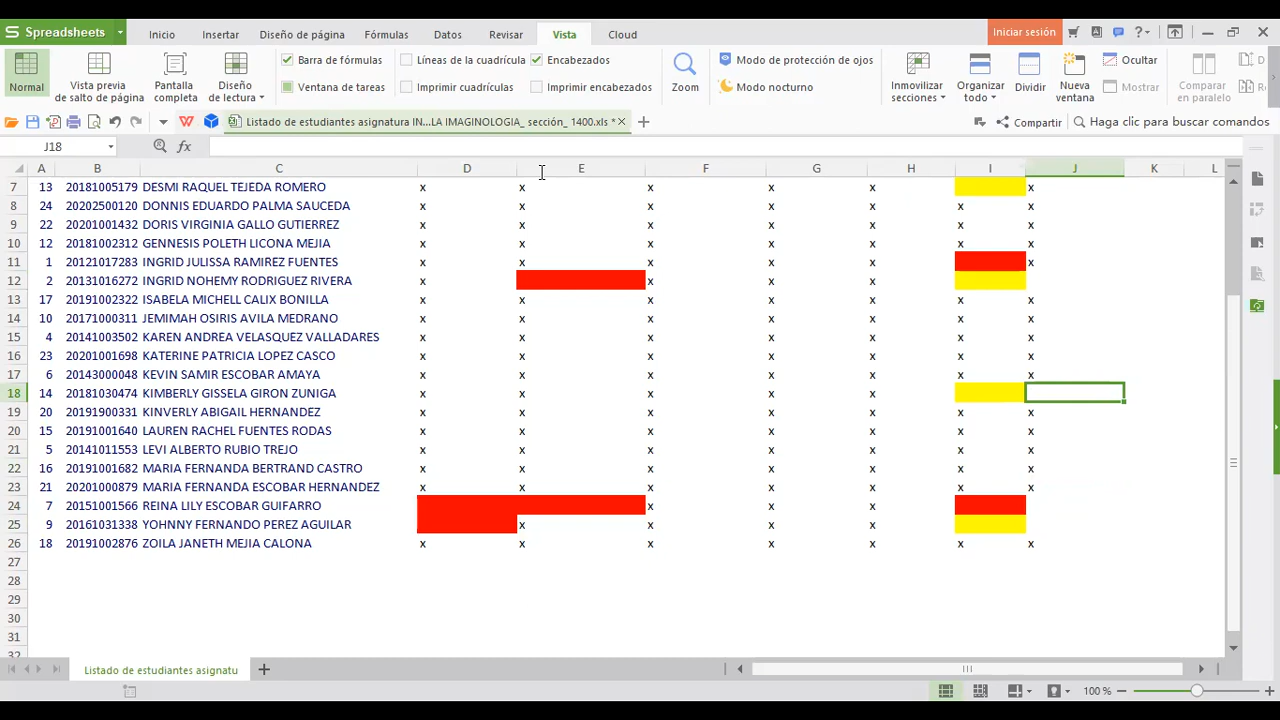 Spreadsheets Inicio Insertar Diseño de página Fórmulas Datos Revisar Vista Cloud Iniciar sesión
Barra de fórmulas Líneas de la cuadrícula Encabezados Modo de protección de ojos Ocultar
Normal Vista previa de salto de página Pantalla completa Diseño de lectura Ventana de tareas Imprimir cuadrículas Imprimir encabezados Zoom Modo nocturno Inmovilizar secciones Organizar todo Dividir Nueva ventana Mostrar Comparar en paralelo
Listado de estudiantes asignatura IN...LA IMAGINOLOGIA_ sección_ 1400.xls * Compartir Haga clic para buscar comandos
J18 fx
A B C D E F G H I J K L
7 13 20181005179 DESMI RAQUEL TEJEDA ROMERO x x x x x x
8 24 20202500120 DONNIS EDUARDO PALMA SAUCEDA x x x x x x x
9 22 20201001432 DORIS VIRGINIA GALLO GUTIERREZ x x x x x x x
10 12 20181002312 GENNESIS POLETH LICONA MEJIA x x x x x x x
11 1 20121017283 INGRID JULISSA RAMIREZ FUENTES x x x x x x
12 2 20131016272 INGRID NOHEMY RODRIGUEZ RIVERA x x x x
13 17 20191002322 ISABELA MICHELL CALIX BONILLA x x x x x x x
14 10 20171000311 JEMIMAH OSIRIS AVILA MEDRANO x x x x x x x
15 4 20141003502 KAREN ANDREA VELASQUEZ VALLADARES x x x x x x x
16 23 20201001698 KATERINE PATRICIA LOPEZ CASCO x x x x x x x
17 6 20143000048 KEVIN SAMIR ESCOBAR AMAYA x x x x x x x
18 14 20181030474 KIMBERLY GISSELA GIRON ZUNIGA x x x x x
19 20 20191900331 KINVERLY ABIGAIL HERNANDEZ x x x x x x x
20 15 20191001640 LAUREN RACHEL FUENTES RODAS x x x x x x x
21 5 20141011553 LEVI ALBERTO RUBIO TREJO x x x x x x x
22 16 20191001682 MARIA FERNANDA BERTRAND CASTRO x x x x x x x
23 21 20201000879 MARIA FERNANDA ESCOBAR HERNANDEZ x x x x x x x
24 7 20151001566 REINA LILY ESCOBAR GUIFARRO x x x
25 9 20161031338 YOHNNY FERNANDO PEREZ AGUILAR x x x x
26 18 20191002876 ZOILA JANETH MEJIA CALONA x x x x x x x
27
28
29
30
31
Listado de estudiantes asignatu
100 %